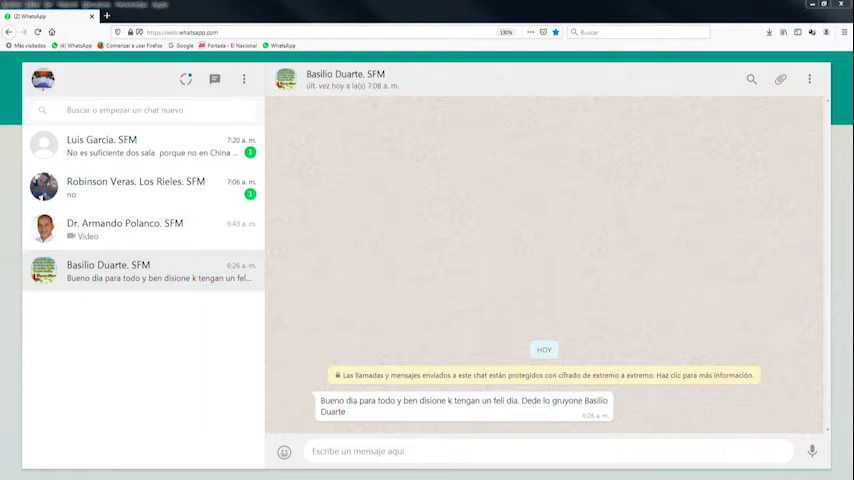 (2) WhatsApp
https://web.whatsapp.com
130%
Buscar
Más visitados
(4) WhatsApp
Comenzar a usar Firefox
Google
Portada - El Nacional
WhatsApp
Buscar o empezar un chat nuevo
Luis Garcia. SFM
7:20 a. m.
No es suficiente dos sala porque no en China ...
1
Robinson Veras. Los Rieles. SFM
7:06 a. m.
no
1
Dr. Armando Polanco. SFM
6:43 a. m.
Video
Basilio Duarte. SFM
6:26 a. m.
Bueno dia para todo y ben disione k tengan un fel...
Basilio Duarte. SFM
últ. vez hoy a la(s) 7:08 a. m.
HOY
Las llamadas y mensajes enviados a este chat están protegidos con cifrado de extremo a extremo. Haz clic para más información.
Bueno dia para todo y ben disione k tengan un feli dia. Dede lo gruyone Basilio
Duarte
6:26 a. m.
Escribe un mensaje aquí